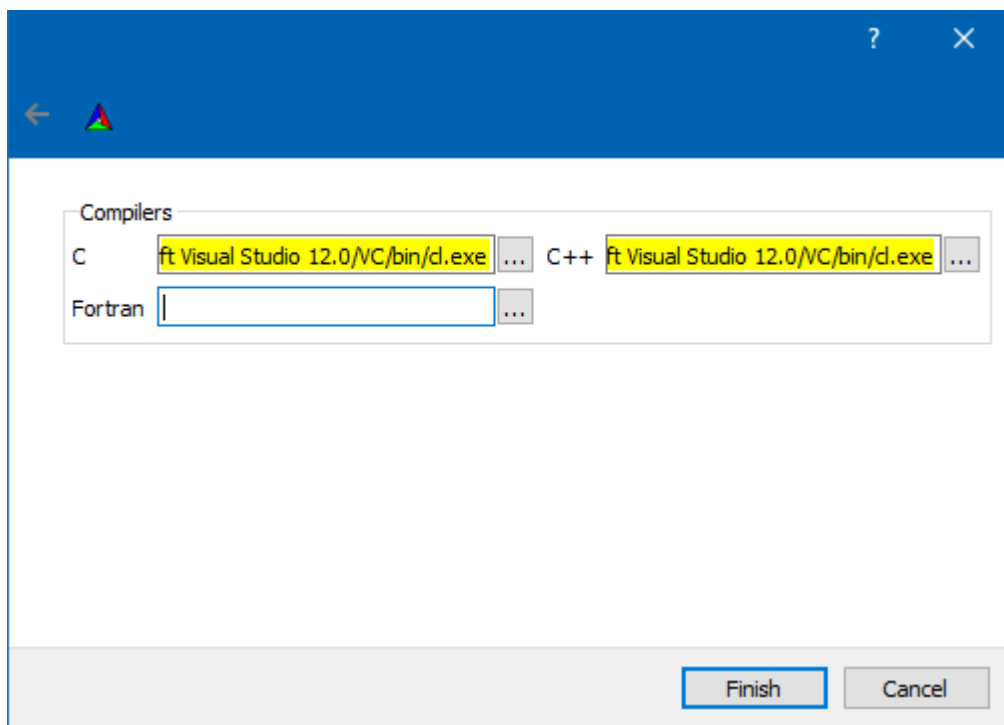 ?
Compilers
C ft Visual Studio 12.0/VC/bin/cl.exe ... C++ ft Visual Studio 12.0/VC/bin/cl.exe ...
Fortran ...
Finish Cancel